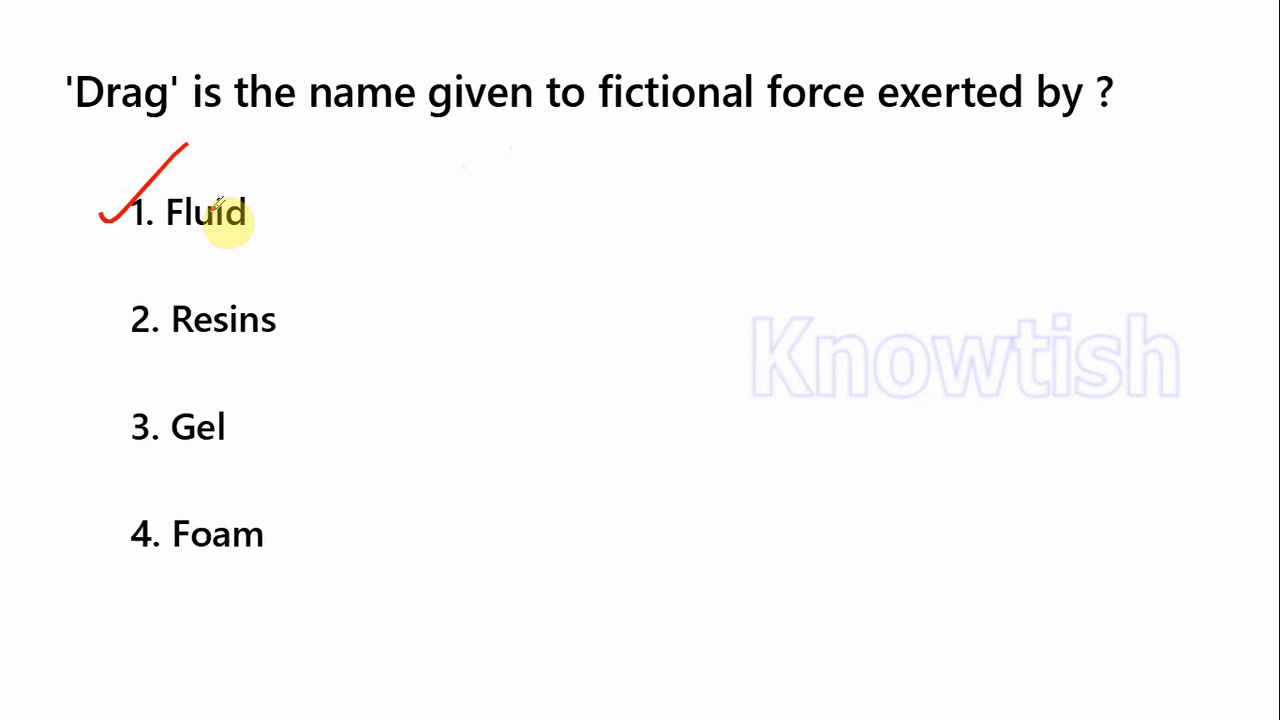 'Drag' is the name given to fictional force exerted by ?
1. Fluid
2. Resins
Knowtish
3. Gel
4. Foam